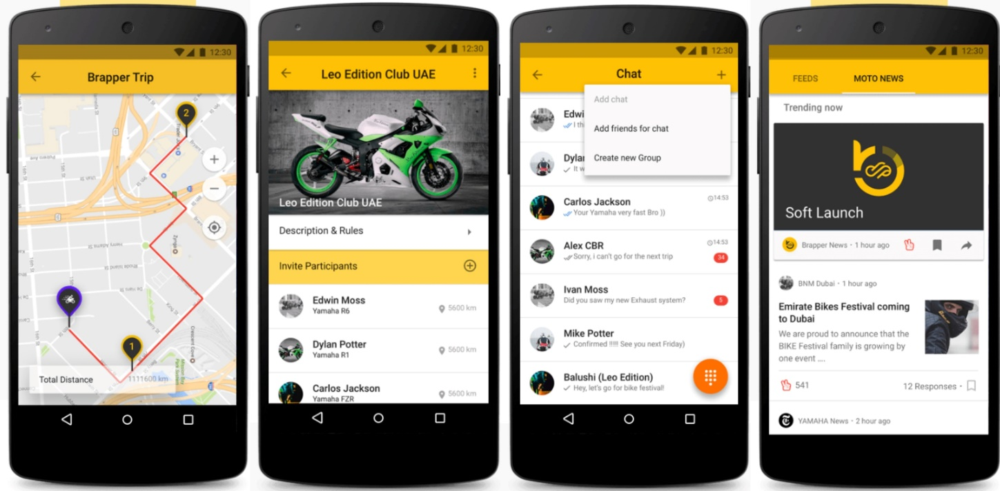 12:30
Brapper Trip
2
1
Total Distance
1111600 km
12:30
Leo Edition Club UAE
Leo Edition Club UAE
Description & Rules
Invite Participants
Edwin Moss
Yamaha R6
5600 km
Dylan Potter
Yamaha R1
5600 km
Carlos Jackson
Yamaha FZR
5600 km
12:30
Chat
Add chat
Add friends for chat
Create new Group
Edwi
I thi
Dylar
It w
Carlos Jackson
14:53
Your Yamaha very fast Bro ))
Alex CBR
14:53
Sorry, i can't go for the next trip
34
Ivan Moss
Did you saw my new Exhaust system?
5
Mike Potter
Confirmed !!!!! See you next Friday)
Balushi (Leo Edition)
Hey, let's go for bike festival!
12:30
FEEDS
MOTO NEWS
Trending now
Soft Launch
Brapper News · 1 hour ago
BNM Dubai · 1 hour ago
Emirate Bikes Festival coming
to Dubai
We are proud to announce that the
BIKE Festival family is growing by
one event ....
541
12 Responses ·
YAMAHA News · 2 hour ago